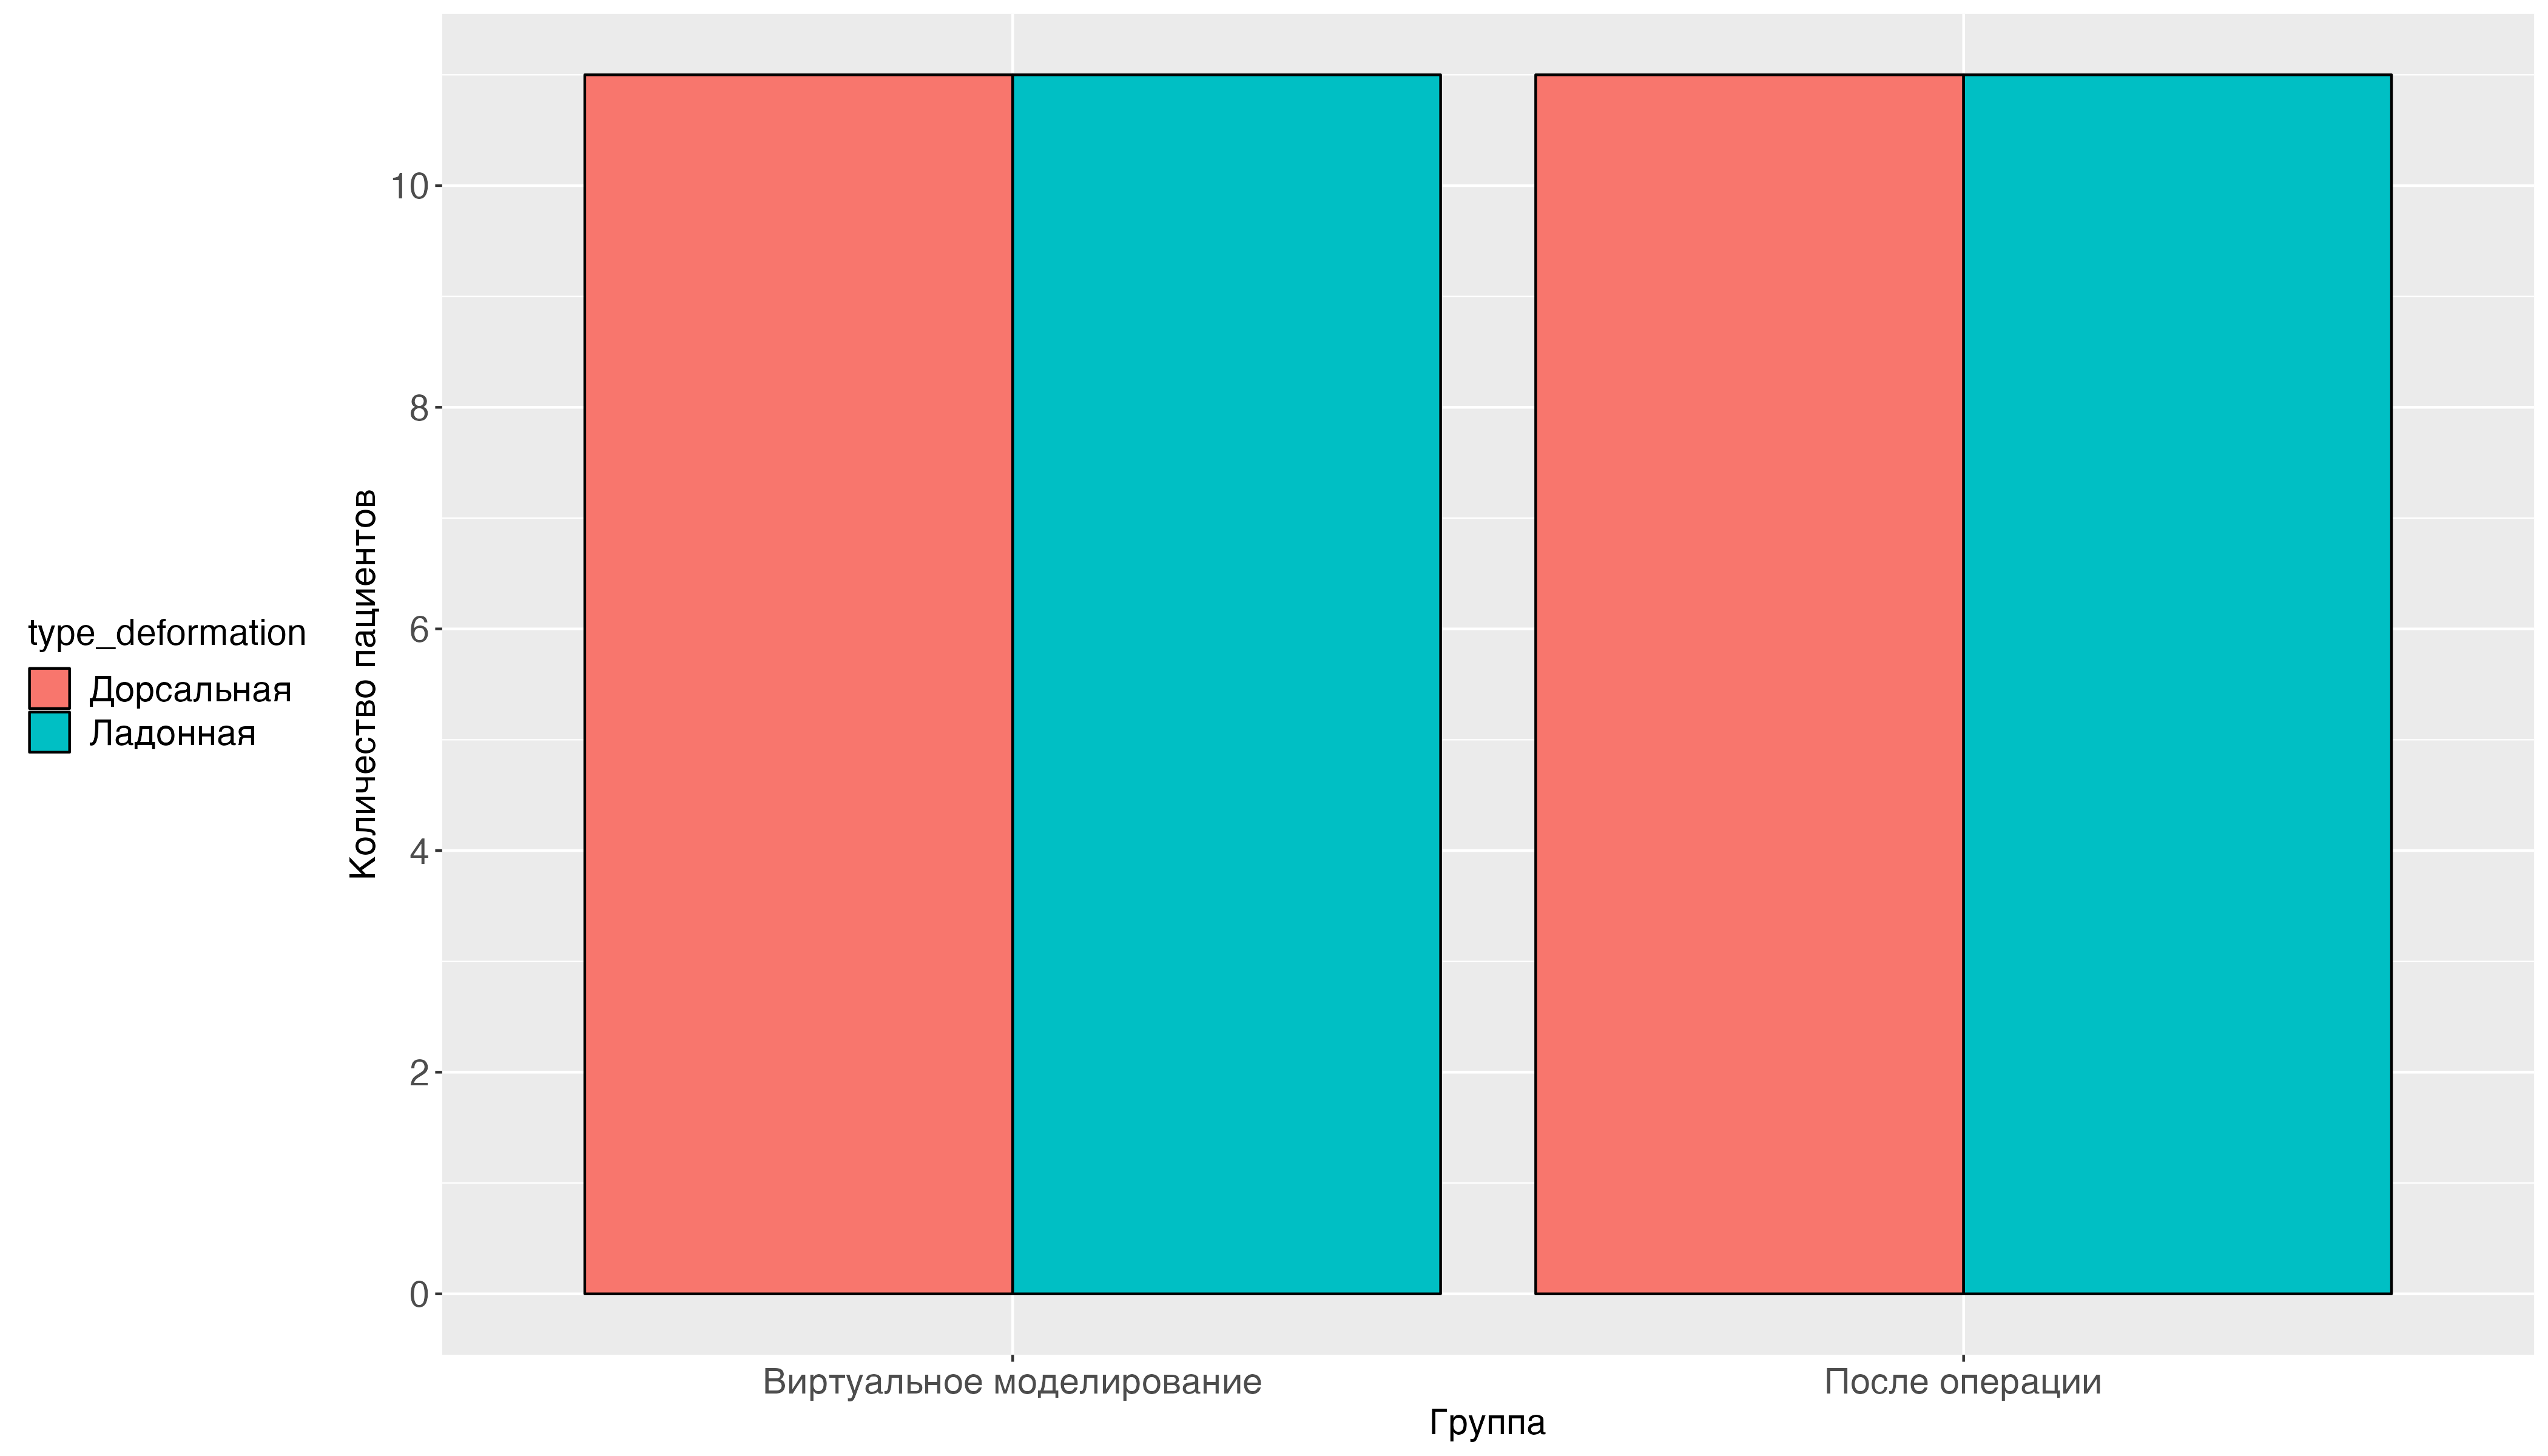 type_deformation
Дорсальная
Ладонная
Количество пациентов
10
8
6
4
2
0
Виртуальное моделирование
После операции
Группа